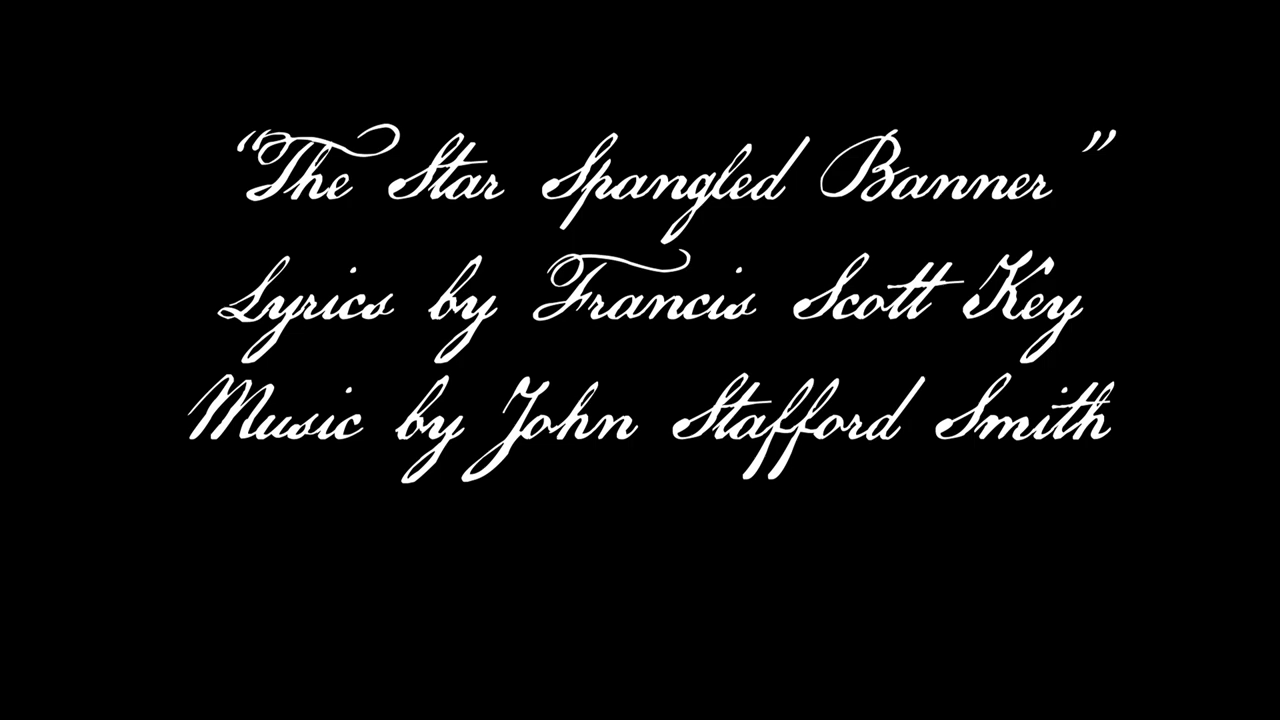 “The Star Spangled Banner”
Lyrics by Francis Scott Key
Music by John Stafford Smith